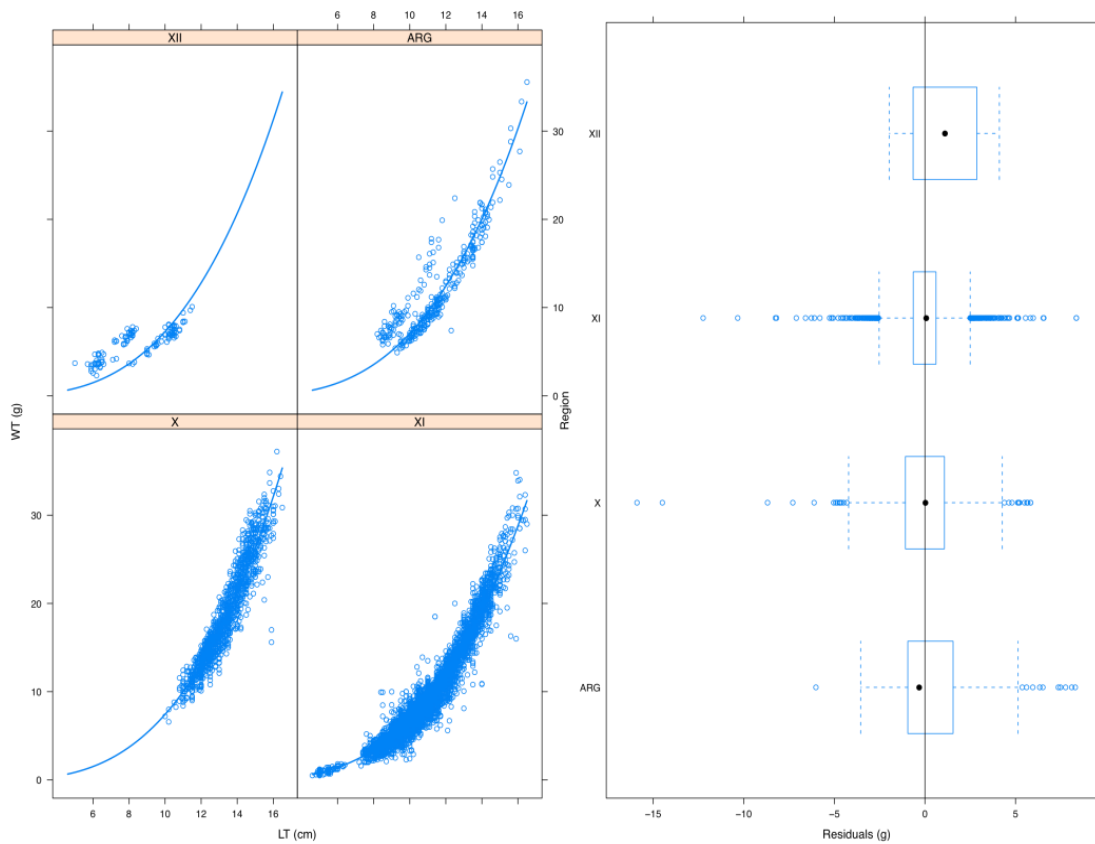 6 8 10 12 14 16
XII ARG
30
20
10
0
WT (g)
Region
X XI
30
20
10
0
6 8 10 12 14 16
LT (cm)
XII
XI
X
ARG
−15 −10 −5 0 5
Residuals (g)